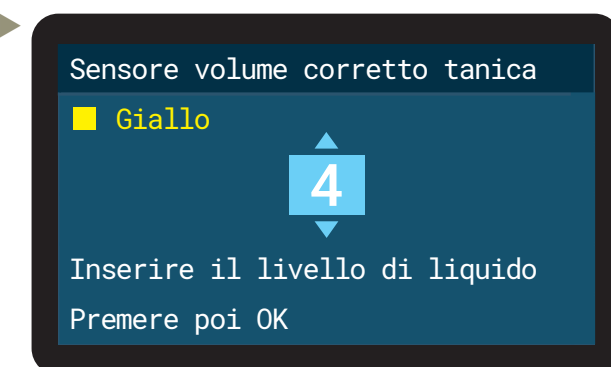 Sensore volume corretto tanica
Giallo
4
Inserire il livello di liquido
Premere poi OK